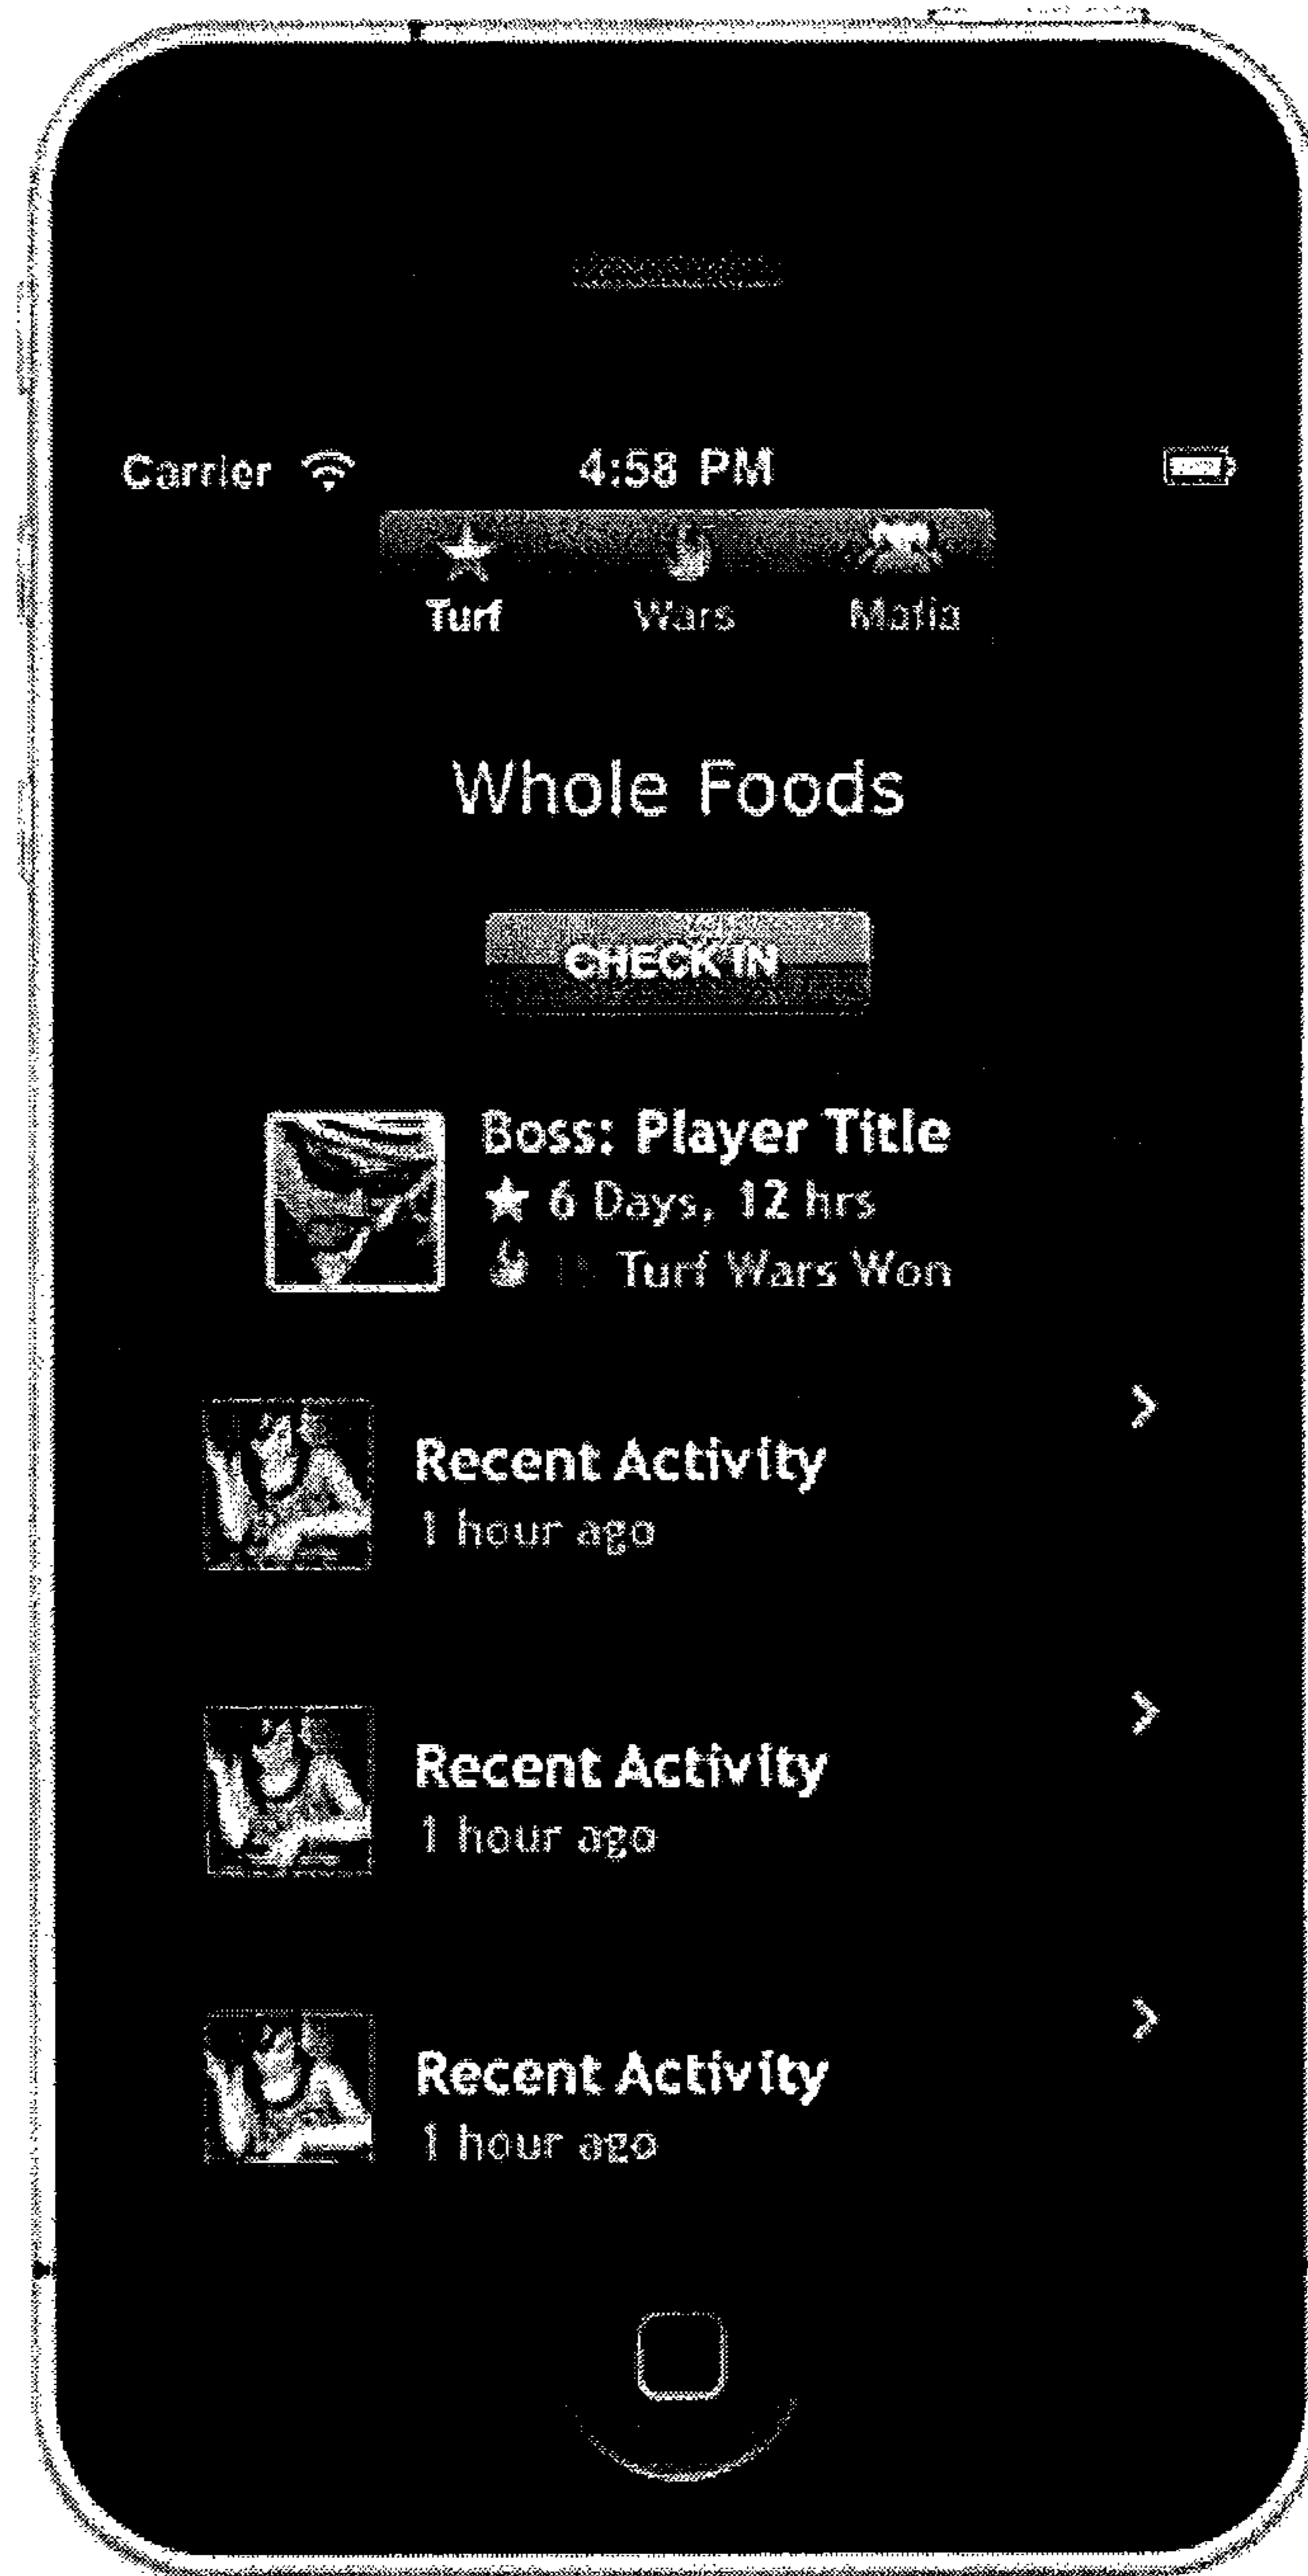 Carrier 4:58 PM
Turf Wars Mafia
Whole Foods
CHECK IN
Boss: Player Title
6 Days, 12 hrs
Turf Wars Won
Recent Activity
1 hour ago
Recent Activity
1 hour ago
Recent Activity
1 hour ago